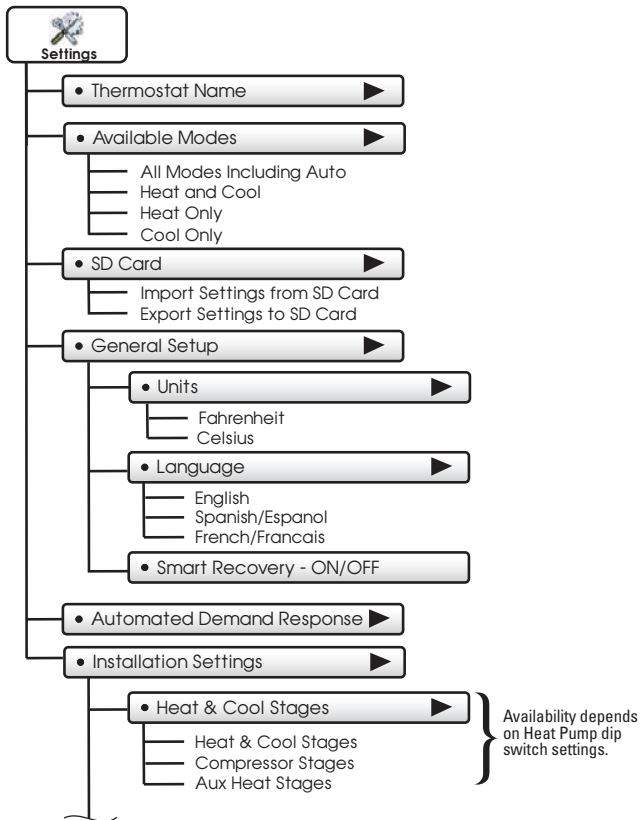 Settings
• Thermostat Name
• Available Modes
All Modes Including Auto
Heat and Cool
Heat Only
Cool Only
• SD Card
Import Settings from SD Card
Export Settings to SD Card
• General Setup
• Units
Fahrenheit
Celsius
• Language
English
Spanish/Espanol
French/Francais
• Smart Recovery - ON/OFF
• Automated Demand Response
• Installation Settings
• Heat & Cool Stages
Heat & Cool Stages
Compressor Stages
Aux Heat Stages
Availability depends
on Heat Pump dip
switch settings.